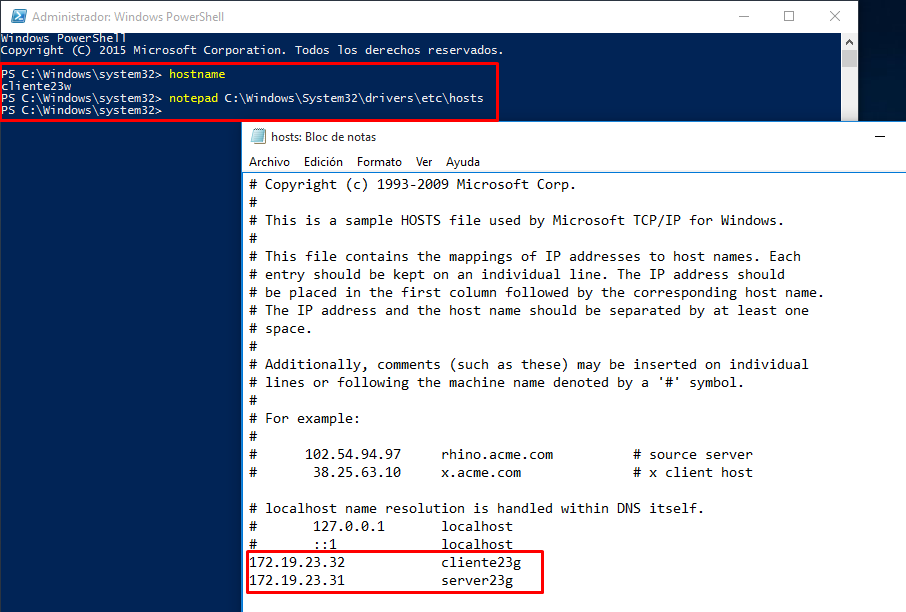 Administrador: Windows PowerShell
Windows PowerShell
Copyright (C) 2015 Microsoft Corporation. Todos los derechos reservados.
PS C:\Windows\system32> hostname
cliente23w
PS C:\Windows\system32> notepad C:\Windows\System32\drivers\etc\hosts
PS C:\Windows\system32>
hosts: Bloc de notas
Archivo Edición Formato Ver Ayuda
# Copyright (c) 1993-2009 Microsoft Corp.
#
# This is a sample HOSTS file used by Microsoft TCP/IP for Windows.
#
# This file contains the mappings of IP addresses to host names. Each
# entry should be kept on an individual line. The IP address should
# be placed in the first column followed by the corresponding host name.
# The IP address and the host name should be separated by at least one
# space.
#
# Additionally, comments (such as these) may be inserted on individual
# lines or following the machine name denoted by a '#' symbol.
#
# For example:
#
#      102.54.94.97     rhino.acme.com          # source server
#       38.25.63.10     x.acme.com              # x client host

# localhost name resolution is handled within DNS itself.
#       127.0.0.1       localhost
#       ::1             localhost
172.19.23.32            cliente23g
172.19.23.31            server23g